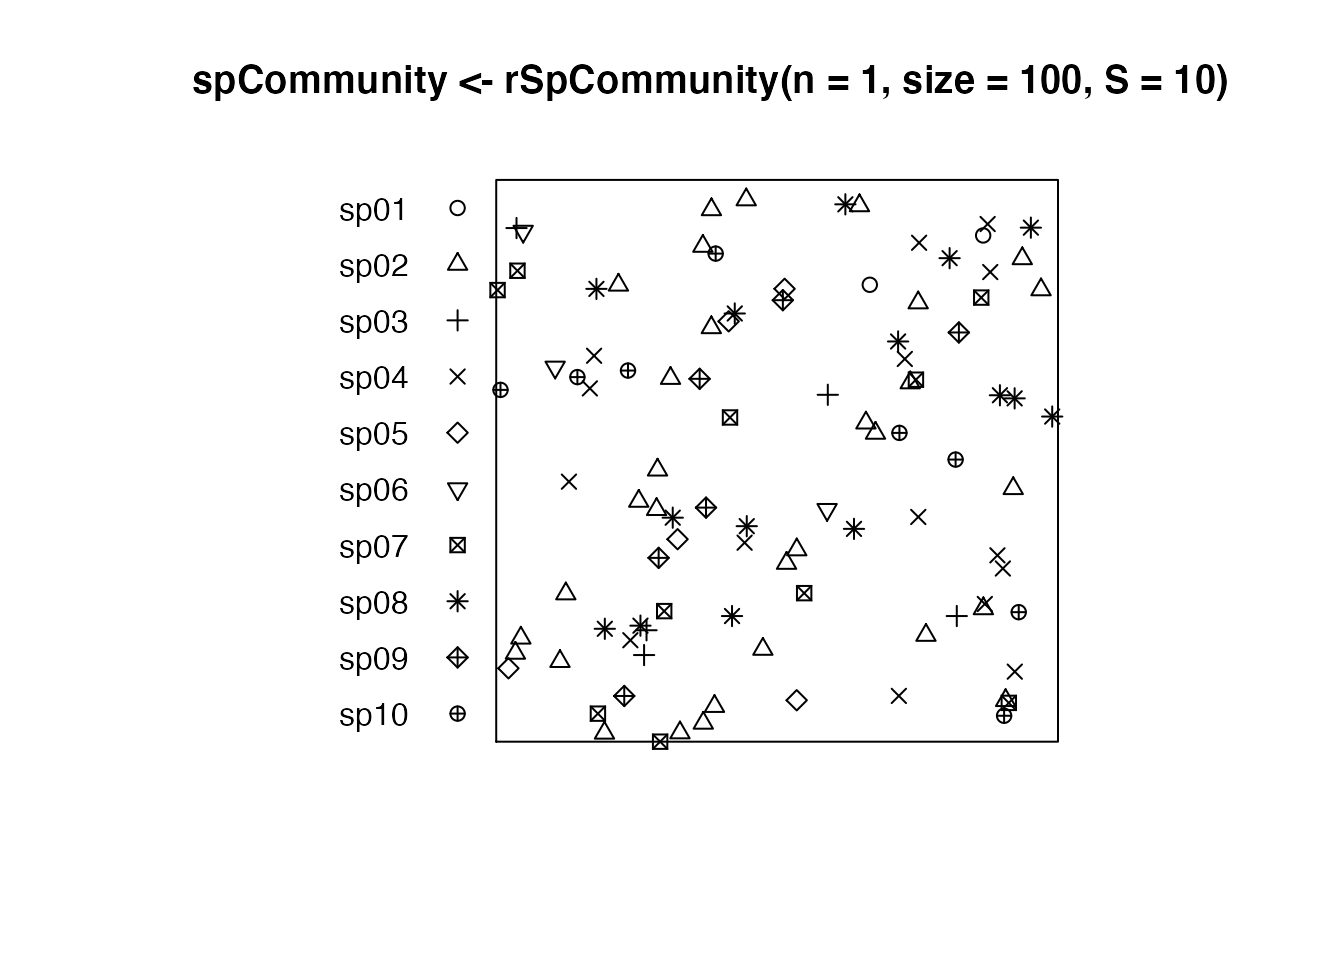 spCommunity <- rSpCommunity(n = 1, size = 100, S = 10)
sp01
sp02
sp03
sp04
sp05
sp06
sp07
sp08
sp09
sp10